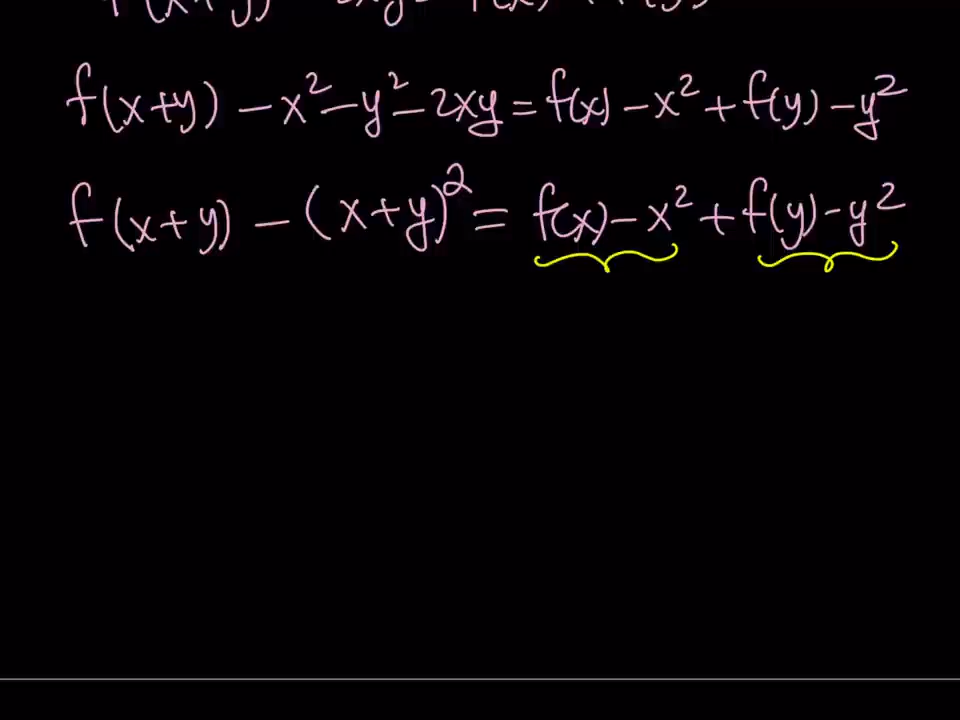 f(x+y) - x² - y² - 2xy = f(x) - x² + f(y) - y²
f(x+y) - (x+y)² = f(x) - x² + f(y) - y²